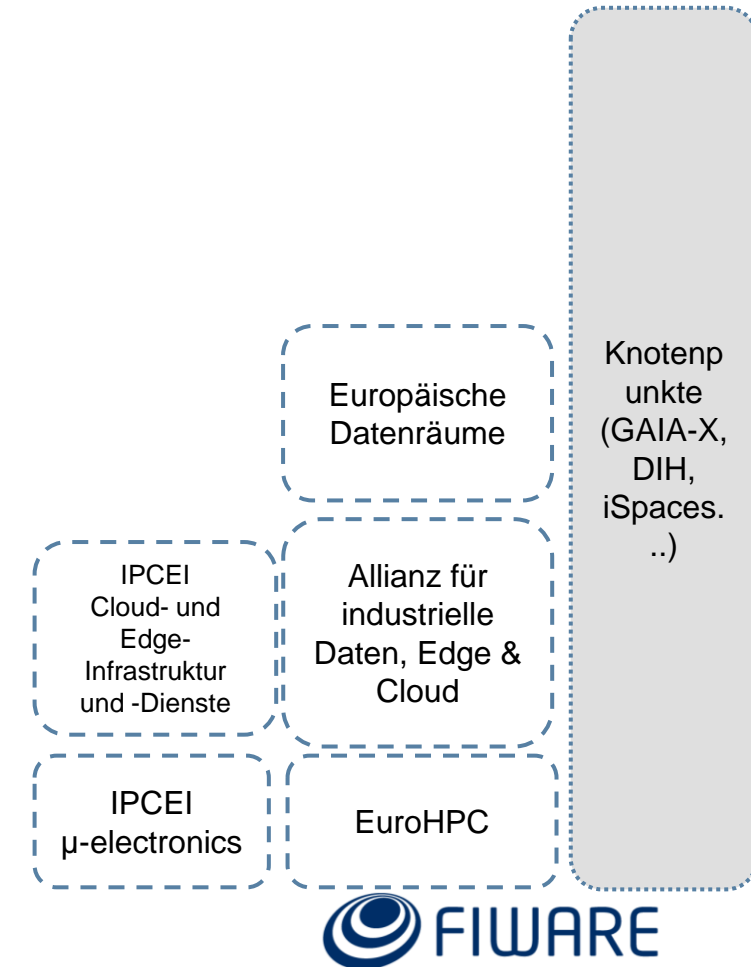 Europäische
Datenräume
Knotenp
unkte
(GAIA-X,
DIH,
iSpaces.
..)
IPCEI
Cloud- und
Edge-
Infrastruktur
und -Dienste
Allianz für
industrielle
Daten, Edge &
Cloud
IPCEI
µ-electronics
EuroHPC
FIWARE